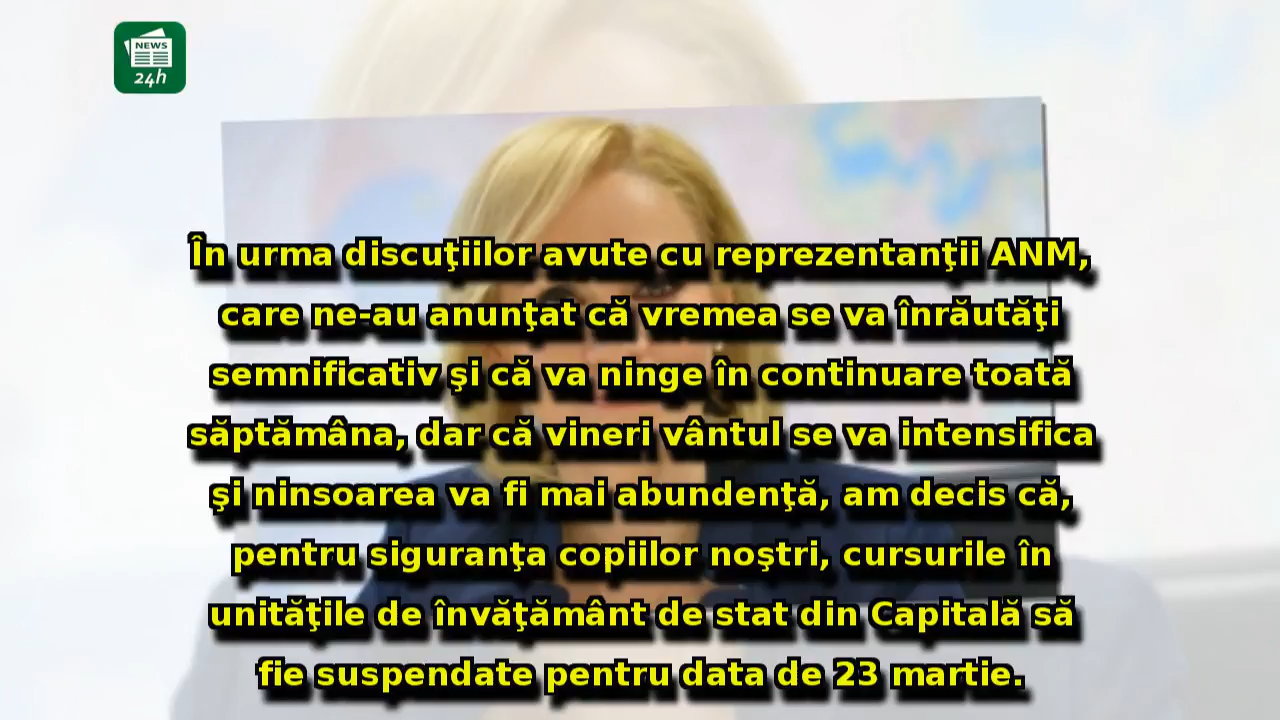 NEWS
24h
În urma discuţiilor avute cu reprezentanţii ANM,
care ne-au anunţat că vremea se va înrăutăţi
semnificativ şi că va ninge în continuare toată
săptămâna, dar că vineri vântul se va intensifica
şi ninsoarea va fi mai abundenţă, am decis că,
pentru siguranţa copiilor noştri, cursurile în
unităţile de învăţământ de stat din Capitală să
fie suspendate pentru data de 23 martie.